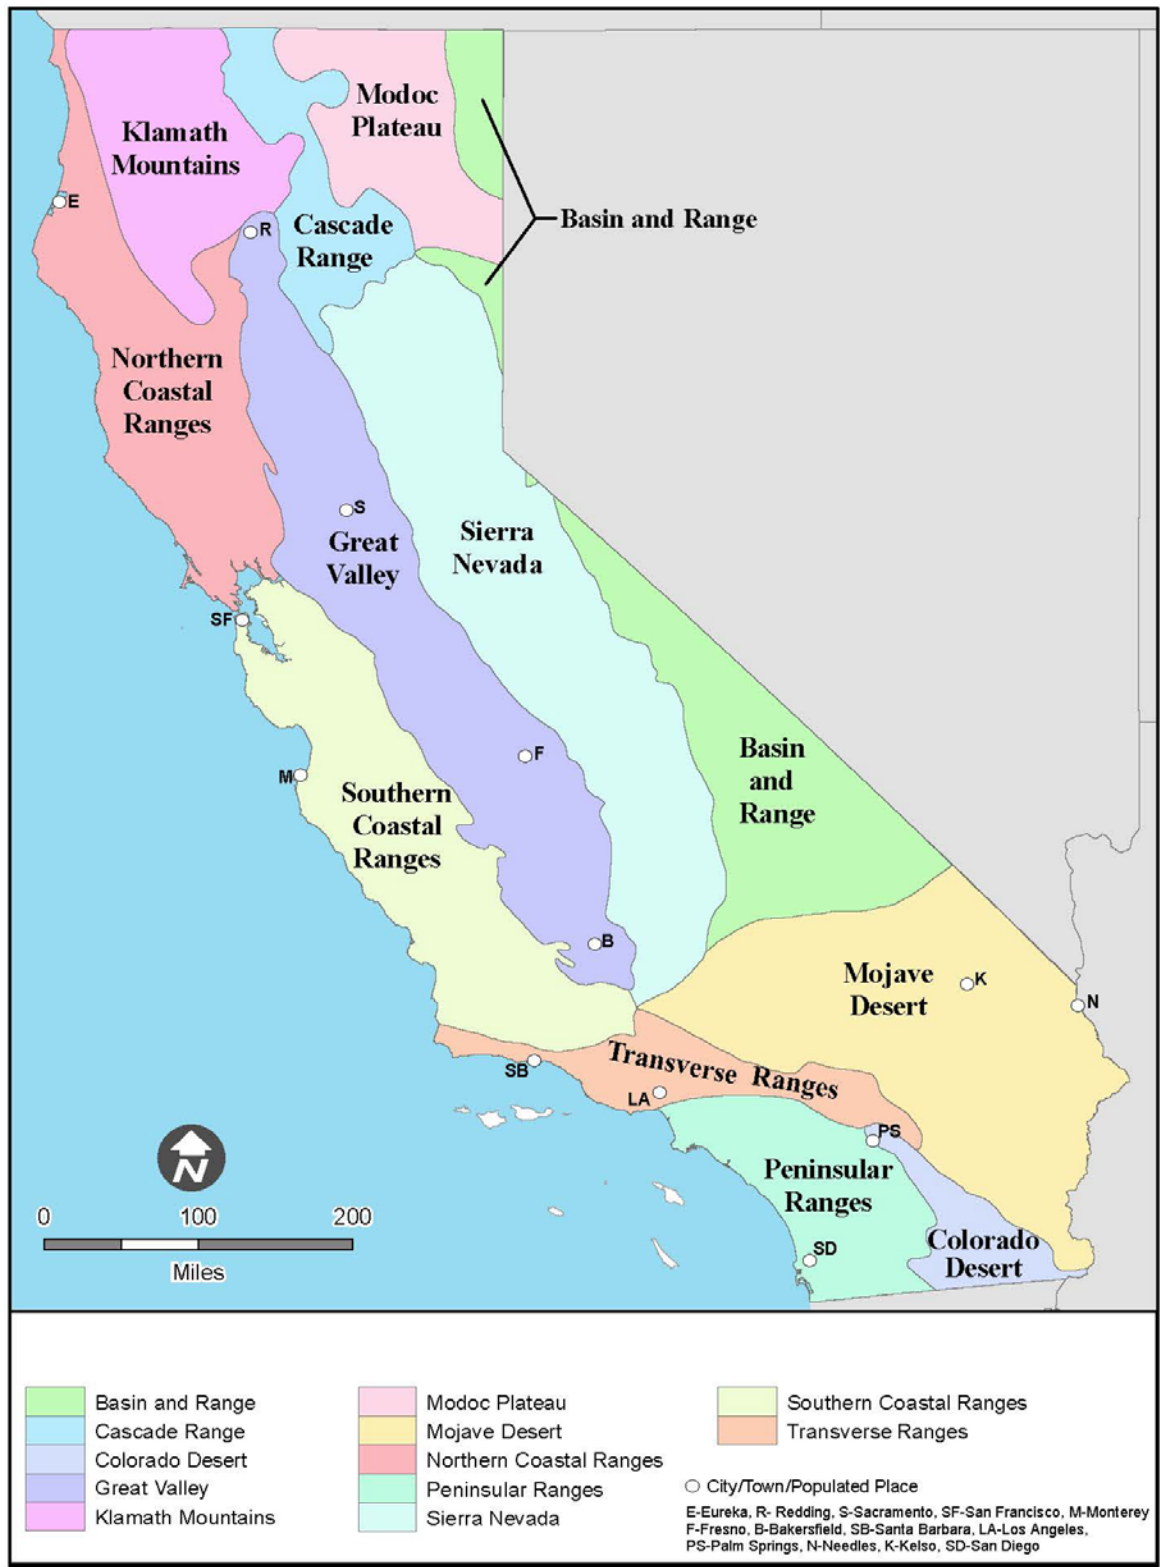 Klamath
Mountains
Modoc
Plateau
E
R
Cascade
Range
Basin and Range
Northern
Coastal
Ranges
S
Great
Valley
Sierra
Nevada
SF
F
M
Southern
Coastal
Ranges
Basin
and
Range
B
Mojave
Desert
K
N
SB
Transverse Ranges
LA
PS
Peninsular
Ranges
SD
Colorado
Desert
N
0 100 200
Miles
Basin and Range
Cascade Range
Colorado Desert
Great Valley
Klamath Mountains
Modoc Plateau
Mojave Desert
Northern Coastal Ranges
Peninsular Ranges
Sierra Nevada
Southern Coastal Ranges
Transverse Ranges
City/Town/Populated Place
E-Eureka, R- Redding, S-Sacramento, SF-San Francisco, M-Monterey
F-Fresno, B-Bakersfield, SB-Santa Barbara, LA-Los Angeles,
PS-Palm Springs, N-Needles, K-Kelso, SD-San Diego